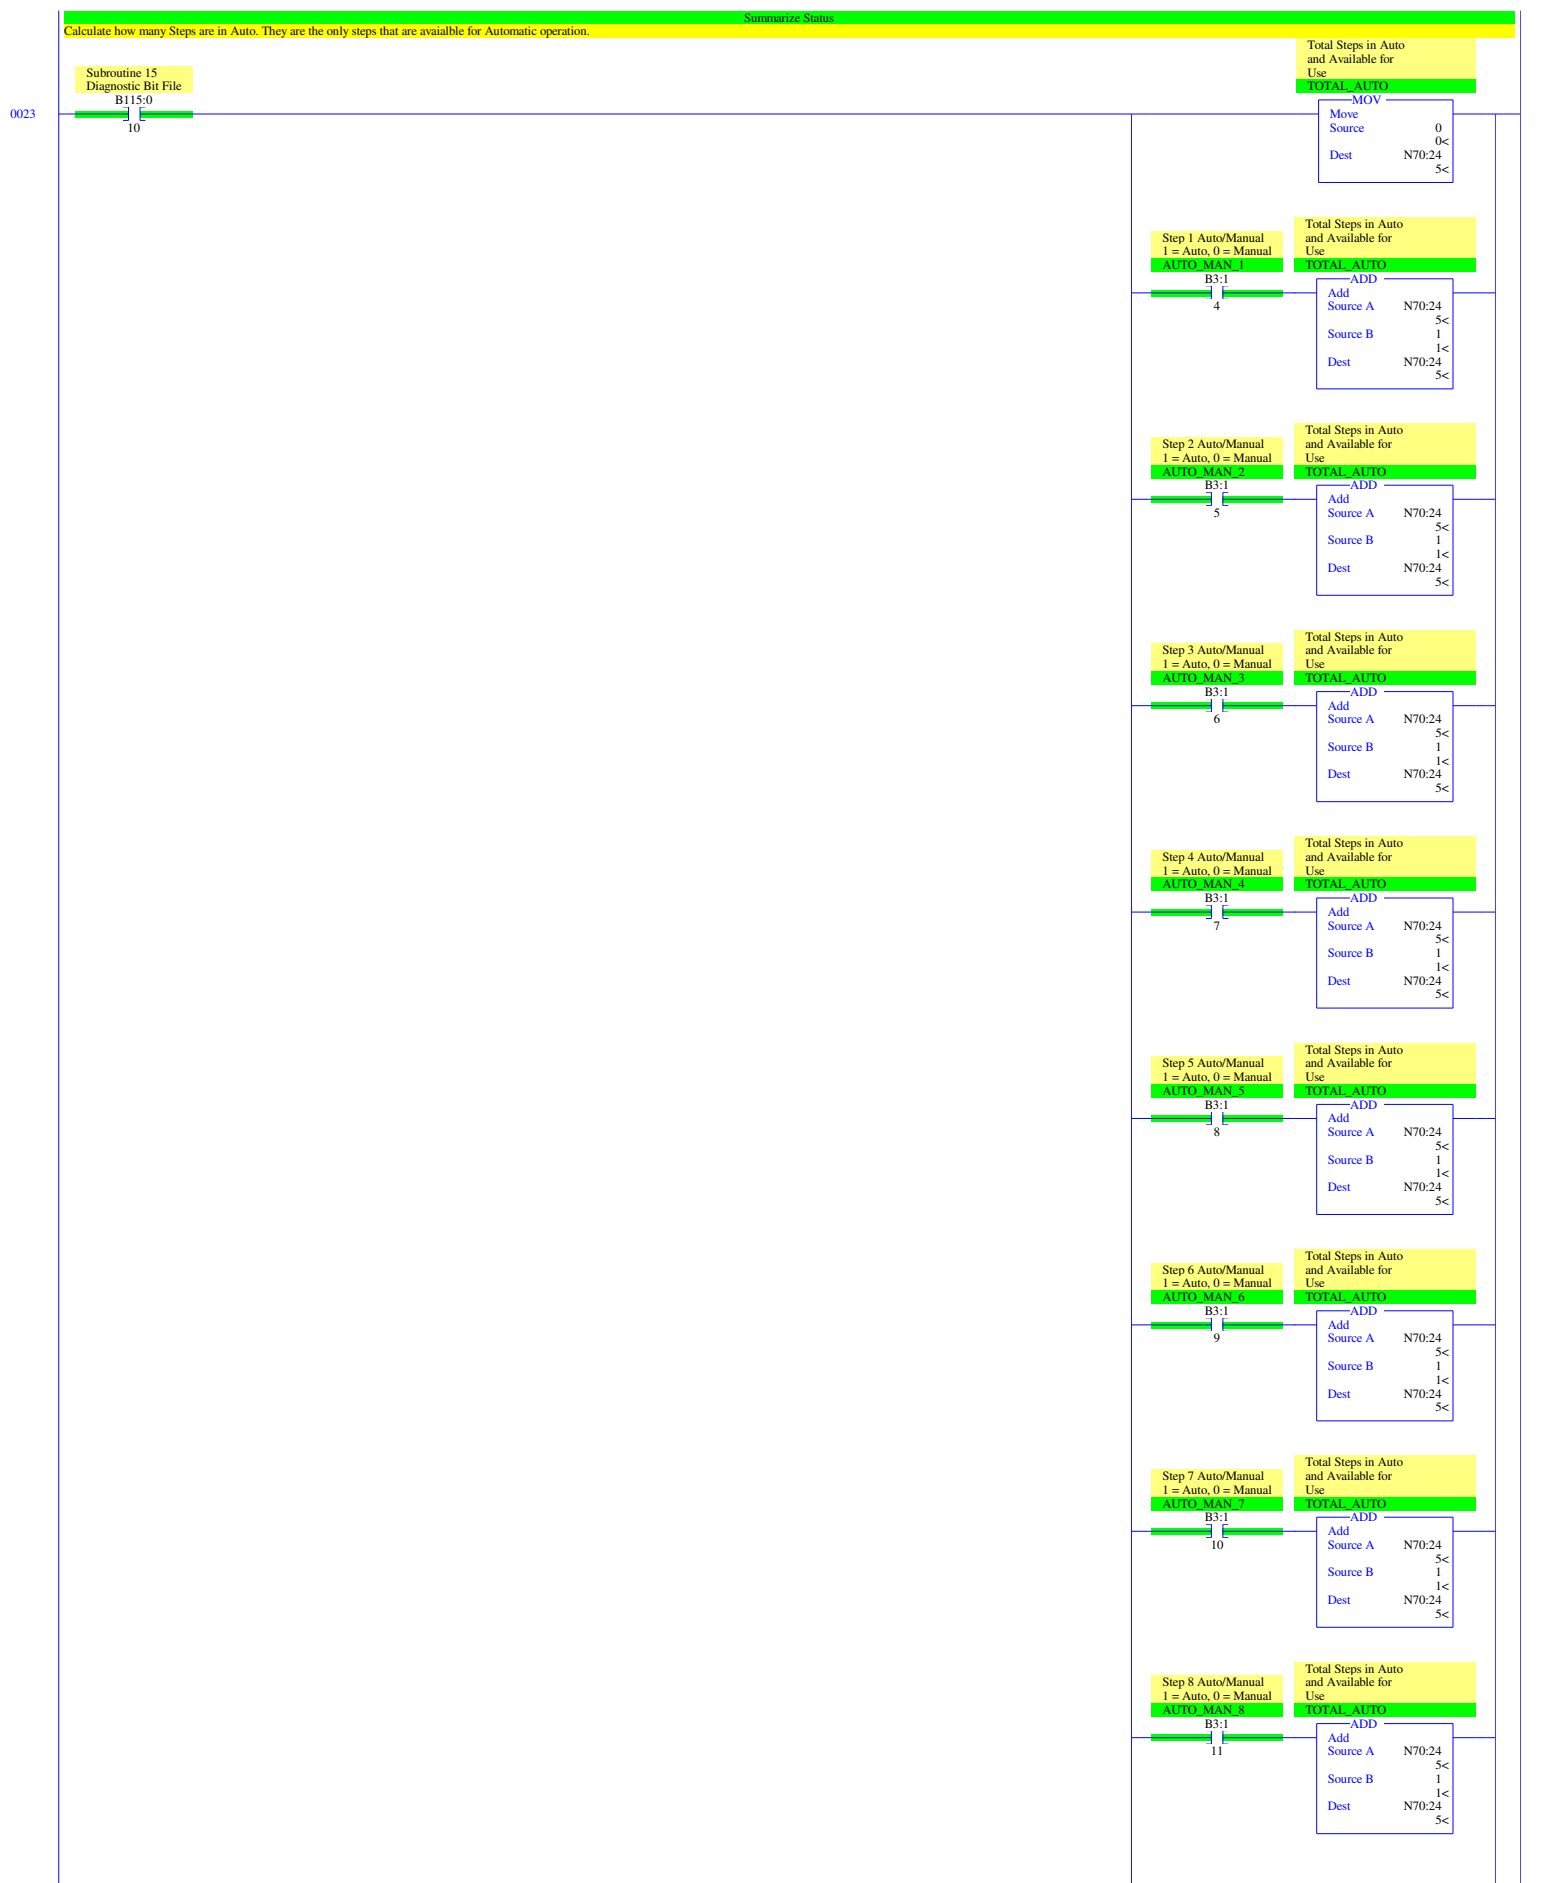 Summarize Status
Calculate how many Steps are in Auto. They are the only steps that are avaialble for Automatic operation.
Total Steps in Auto
and Available for
Use
TOTAL_AUTO
Subroutine 15
Diagnostic Bit File
B115:0
10
0023
MOV
Move
Source 0
0<
Dest N70:24
5<
Step 1 Auto/Manual
1 = Auto, 0 = Manual
AUTO_MAN_1
B3:1
4
Total Steps in Auto
and Available for
Use
TOTAL_AUTO
ADD
Add
Source A N70:24
5<
Source B 1
1<
Dest N70:24
5<
Step 2 Auto/Manual
1 = Auto, 0 = Manual
AUTO_MAN_2
B3:1
5
Total Steps in Auto
and Available for
Use
TOTAL_AUTO
ADD
Add
Source A N70:24
5<
Source B 1
1<
Dest N70:24
5<
Step 3 Auto/Manual
1 = Auto, 0 = Manual
AUTO_MAN_3
B3:1
6
Total Steps in Auto
and Available for
Use
TOTAL_AUTO
ADD
Add
Source A N70:24
5<
Source B 1
1<
Dest N70:24
5<
Step 4 Auto/Manual
1 = Auto, 0 = Manual
AUTO_MAN_4
B3:1
7
Total Steps in Auto
and Available for
Use
TOTAL_AUTO
ADD
Add
Source A N70:24
5<
Source B 1
1<
Dest N70:24
5<
Step 5 Auto/Manual
1 = Auto, 0 = Manual
AUTO_MAN_5
B3:1
8
Total Steps in Auto
and Available for
Use
TOTAL_AUTO
ADD
Add
Source A N70:24
5<
Source B 1
1<
Dest N70:24
5<
Step 6 Auto/Manual
1 = Auto, 0 = Manual
AUTO_MAN_6
B3:1
9
Total Steps in Auto
and Available for
Use
TOTAL_AUTO
ADD
Add
Source A N70:24
5<
Source B 1
1<
Dest N70:24
5<
Step 7 Auto/Manual
1 = Auto, 0 = Manual
AUTO_MAN_7
B3:1
10
Total Steps in Auto
and Available for
Use
TOTAL_AUTO
ADD
Add
Source A N70:24
5<
Source B 1
1<
Dest N70:24
5<
Step 8 Auto/Manual
1 = Auto, 0 = Manual
AUTO_MAN_8
B3:1
11
Total Steps in Auto
and Available for
Use
TOTAL_AUTO
ADD
Add
Source A N70:24
5<
Source B 1
1<
Dest N70:24
5<